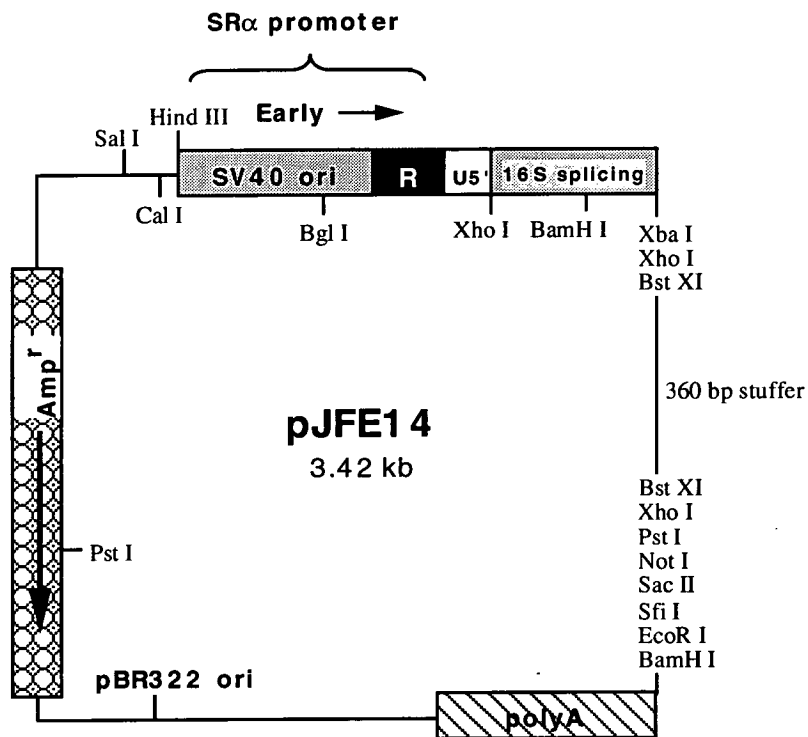 SRα promoter
Early
Hind III
Sal I
SV40 ori
R
U5'
16S splicing
Cal I
Bgl I
Xho I
BamH I
Xba I
Xho I
Bst XI
Amp r
360 bp stuffer
pJFE14
3.42 kb
Bst XI
Xho I
Pst I
Not I
Sac II
Sfi I
EcoR I
BamH I
Pst I
pBR322 ori
polyA